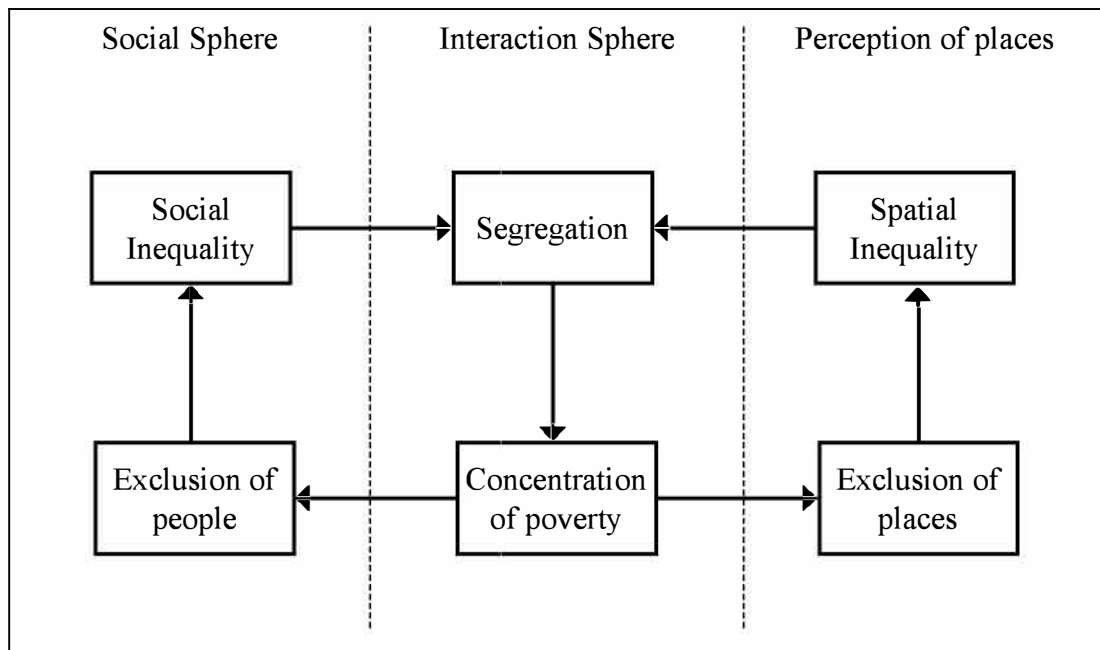 Social Sphere
Interaction Sphere
Perception of places
Social
Inequality
Segregation
Spatial
Inequality
Exclusion of
people
Concentration
of poverty
Exclusion of
places